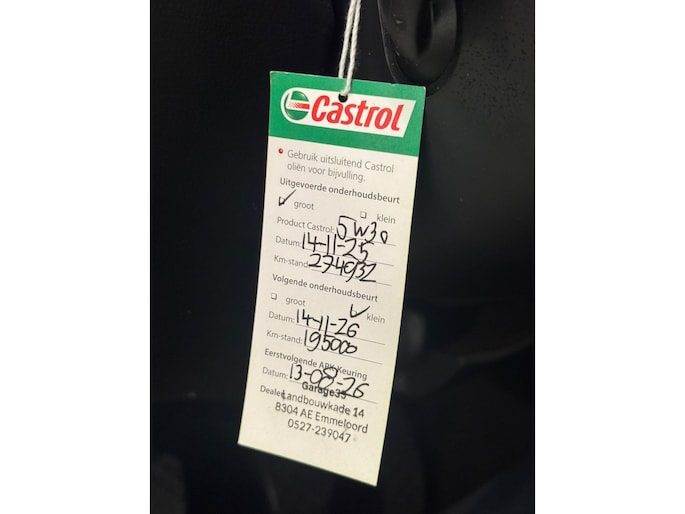 Castrol
Gebruik uitsluitend Castrol
oliën voor bijvulling.
Uitgevoerde onderhoudsbeurt
groot klein
Product Castrol: 5W30
Datum: 14-11-25
Km-stand: 274932
Volgende onderhoudsbeurt
groot klein
Datum: 14-11-26
Km-stand: 195000
Eerstvolgende APK-Keuring
Datum: 13-08-26
Garage33
Dealer: Landbouwkade 14
8304 AE Emmeloord
0527-239047